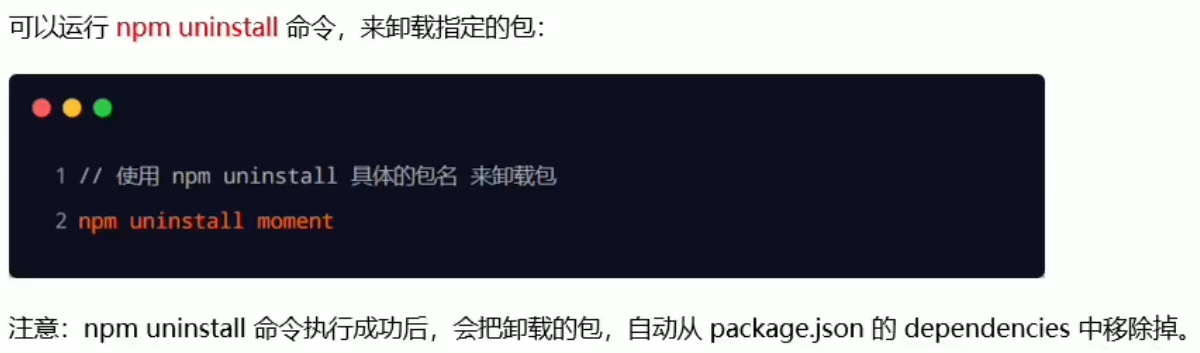 可以运行 npm uninstall 命令，来卸载指定的包：
1 // 使用 npm uninstall 具体的包名 来卸载包
2 npm uninstall moment
注意：npm uninstall 命令执行成功后，会把卸载的包，自动从 package.json 的 dependencies 中移除掉。